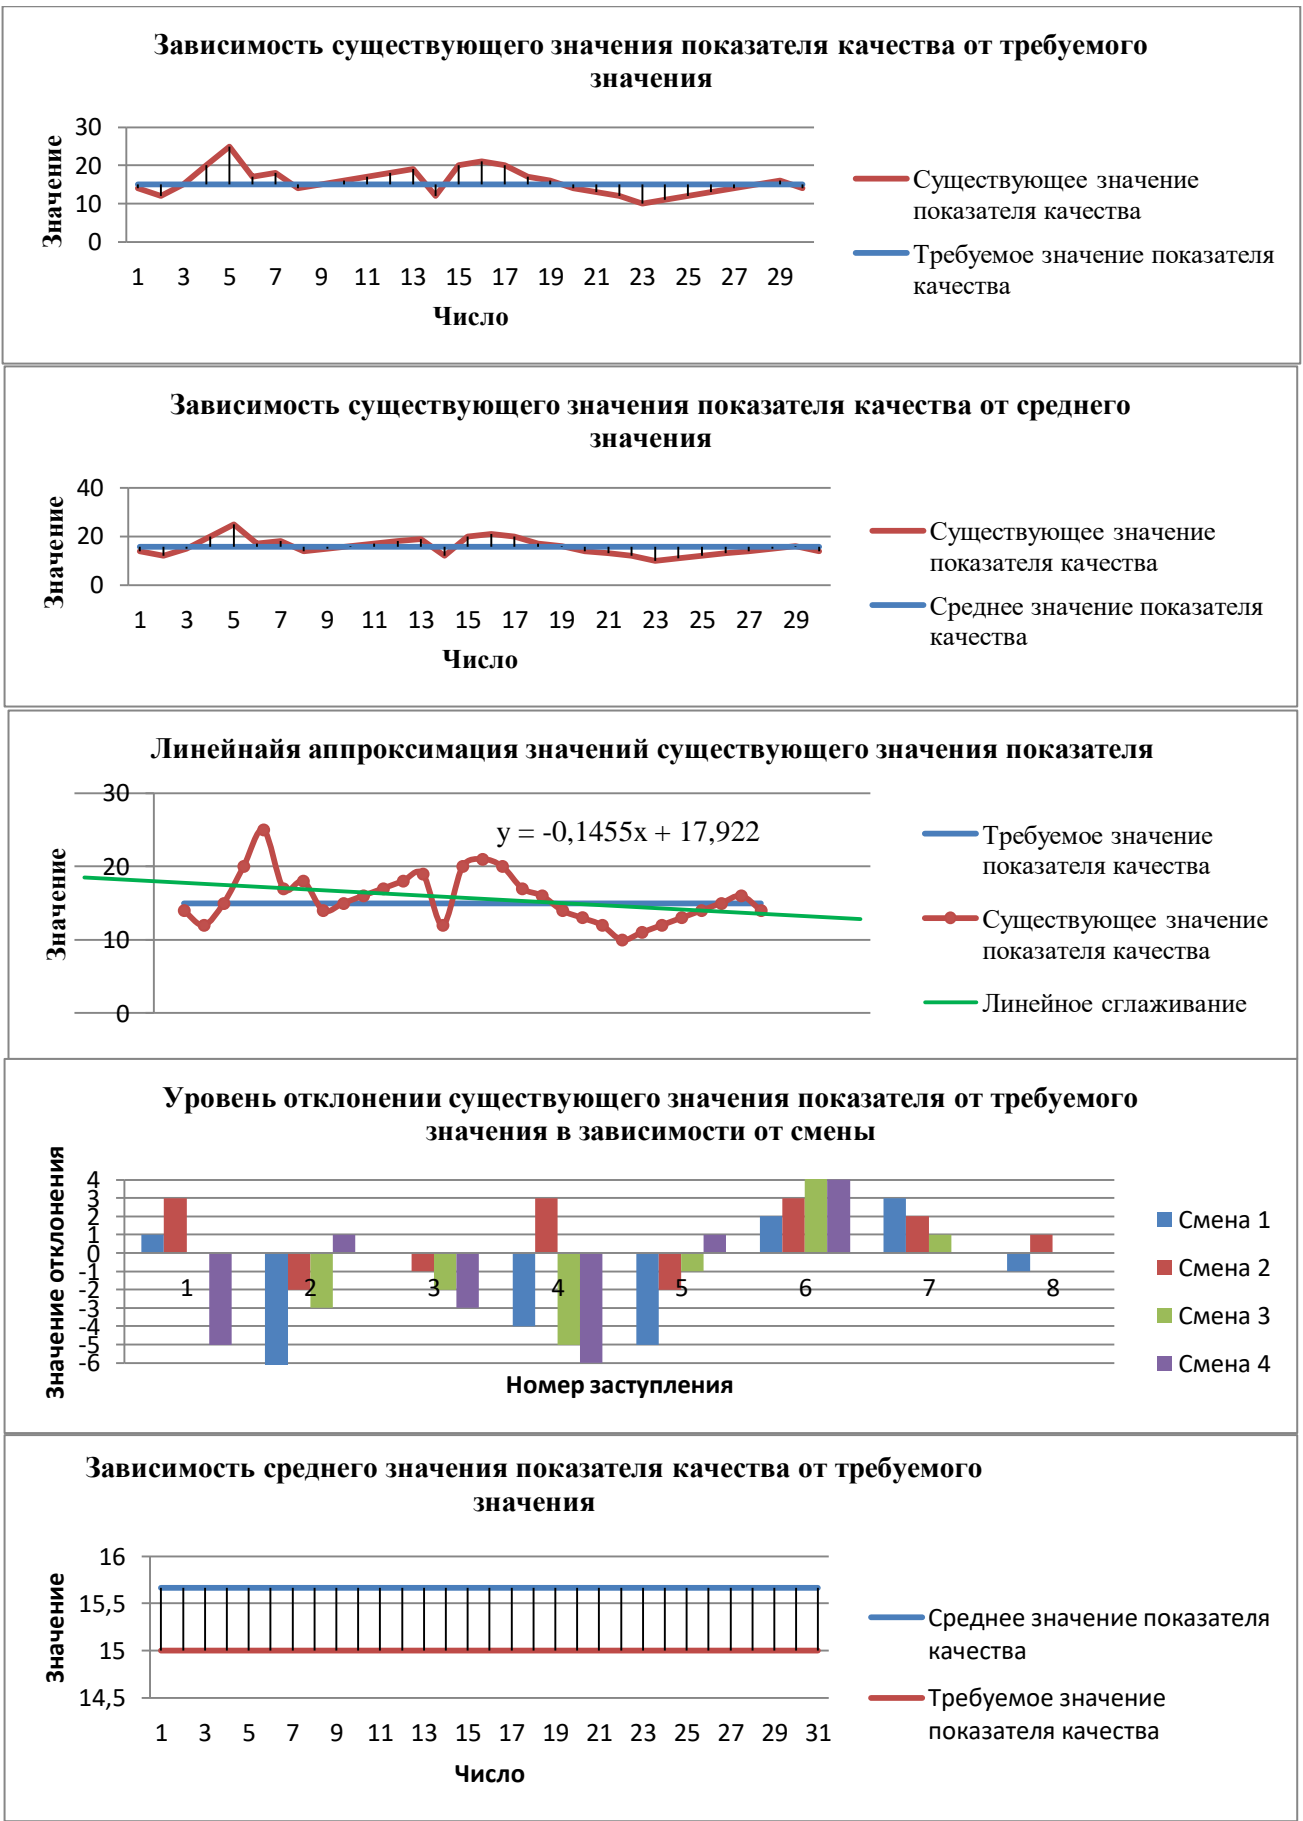 Зависимость существующего значения показателя качества от требуемого
значения
Значение
30
20
10
0
1 3 5 7 9 11 13 15 17 19 21 23 25 27 29
Число
Существующее значение
показателя качества
Требуемое значение показателя
качества
Зависимость существующего значения показателя качества от среднего
значения
Значение
40
20
0
1 3 5 7 9 11 13 15 17 19 21 23 25 27 29
Число
Существующее значение
показателя качества
Среднее значение показателя
качества
Линейнайя аппроксимация значений существующего значения показателя
Значение
30
20
10
0
y = -0,1455x + 17,922
Требуемое значение
показателя качества
Существующее значение
показателя качества
Линейное сглаживание
Уровень отклонении существующего значения показателя от требуемого
значения в зависимости от смены
Значение отклонения
4
3
2
1
0
-1
-2
-3
-4
-5
-6
1 2 3 4 5 6 7 8
Номер заступления
Смена 1
Смена 2
Смена 3
Смена 4
Зависимость среднего значения показателя качества от требуемого
значения
Значение
16
15,5
15
14,5
1 3 5 7 9 11 13 15 17 19 21 23 25 27 29 31
Число
Среднее значение показателя
качества
Требуемое значение
показателя качества